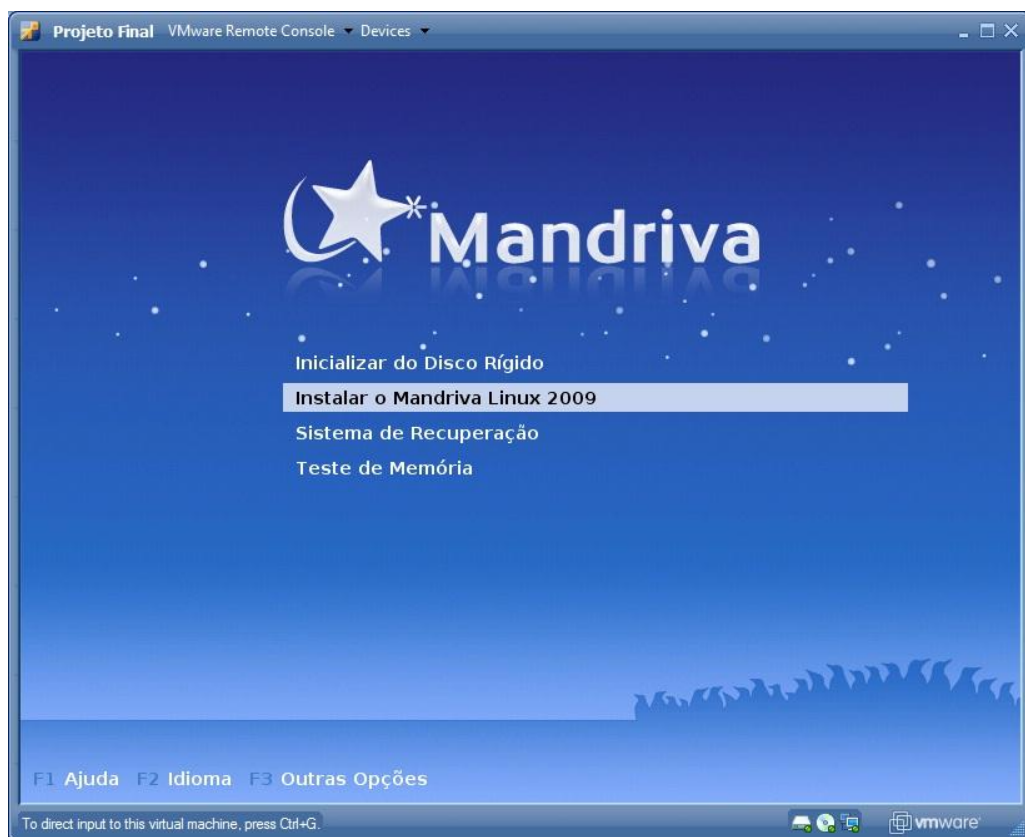 Projeto Final VMware Remote Console Devices
Mandriva
Inicializar do Disco Rígido
Instalar o Mandriva Linux 2009
Sistema de Recuperação
Teste de Memória
F1 Ajuda F2 Idioma F3 Outras Opções
To direct input to this virtual machine, press Ctrl+G.
vmware